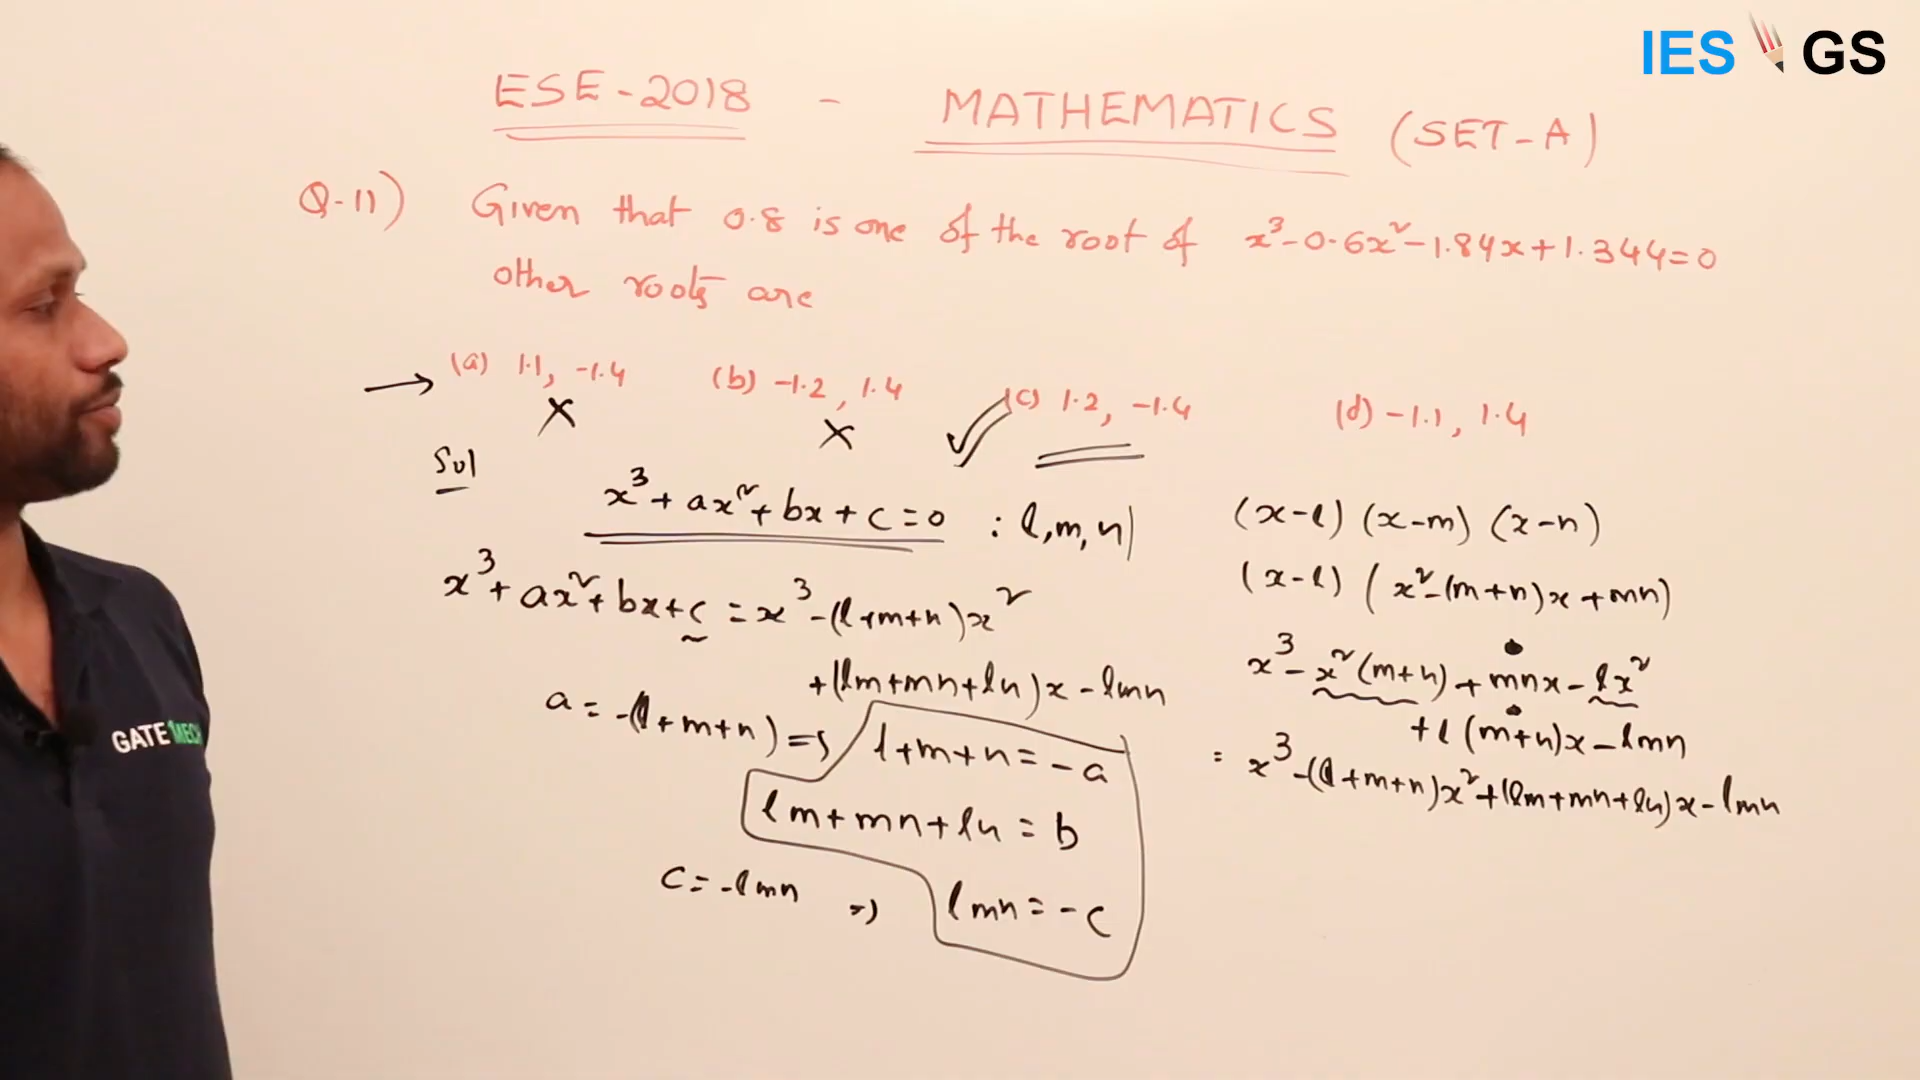 IES GS
ESE-2018 - MATHEMATICS (SET-A)
Q-11) Given that 0.8 is one of the root of x³-0.6x²-1.84x+1.344=0
other roots are
(a) 1.1, -1.4 (b) -1.2, 1.4 (c) 1.2, -1.4 (d) -1.1, 1.4
Sol
x³+ax²+bx+c=0 : l,m,n
x³+ax²+bx+c = x³-(l+m+n)x²
+(lm+mn+ln)x-lmn
a=-(l+m+n) => l+m+n=-a
lm+mn+ln=b
c=-lmn => lmn=-c
(x-l)(x-m)(x-n)
(x-l)(x²-(m+n)x+mn)
x³-x²(m+n)+mnx-lx²
+l(m+n)x-lmn
= x³-(l+m+n)x²+(lm+mn+ln)x-lmn
GATE MECH